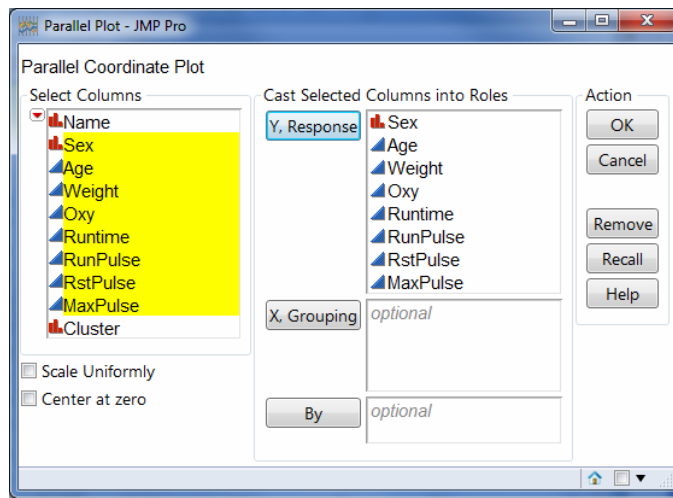 Parallel Plot - JMP Pro
Parallel Coordinate Plot
Select Columns
Name
Sex
Age
Weight
Oxy
Runtime
RunPulse
RstPulse
MaxPulse
Cluster
Scale Uniformly
Center at zero
Cast Selected Columns into Roles
Y, Response
Sex
Age
Weight
Oxy
Runtime
RunPulse
RstPulse
MaxPulse
X, Grouping
optional
By
optional
Action
OK
Cancel
Remove
Recall
Help